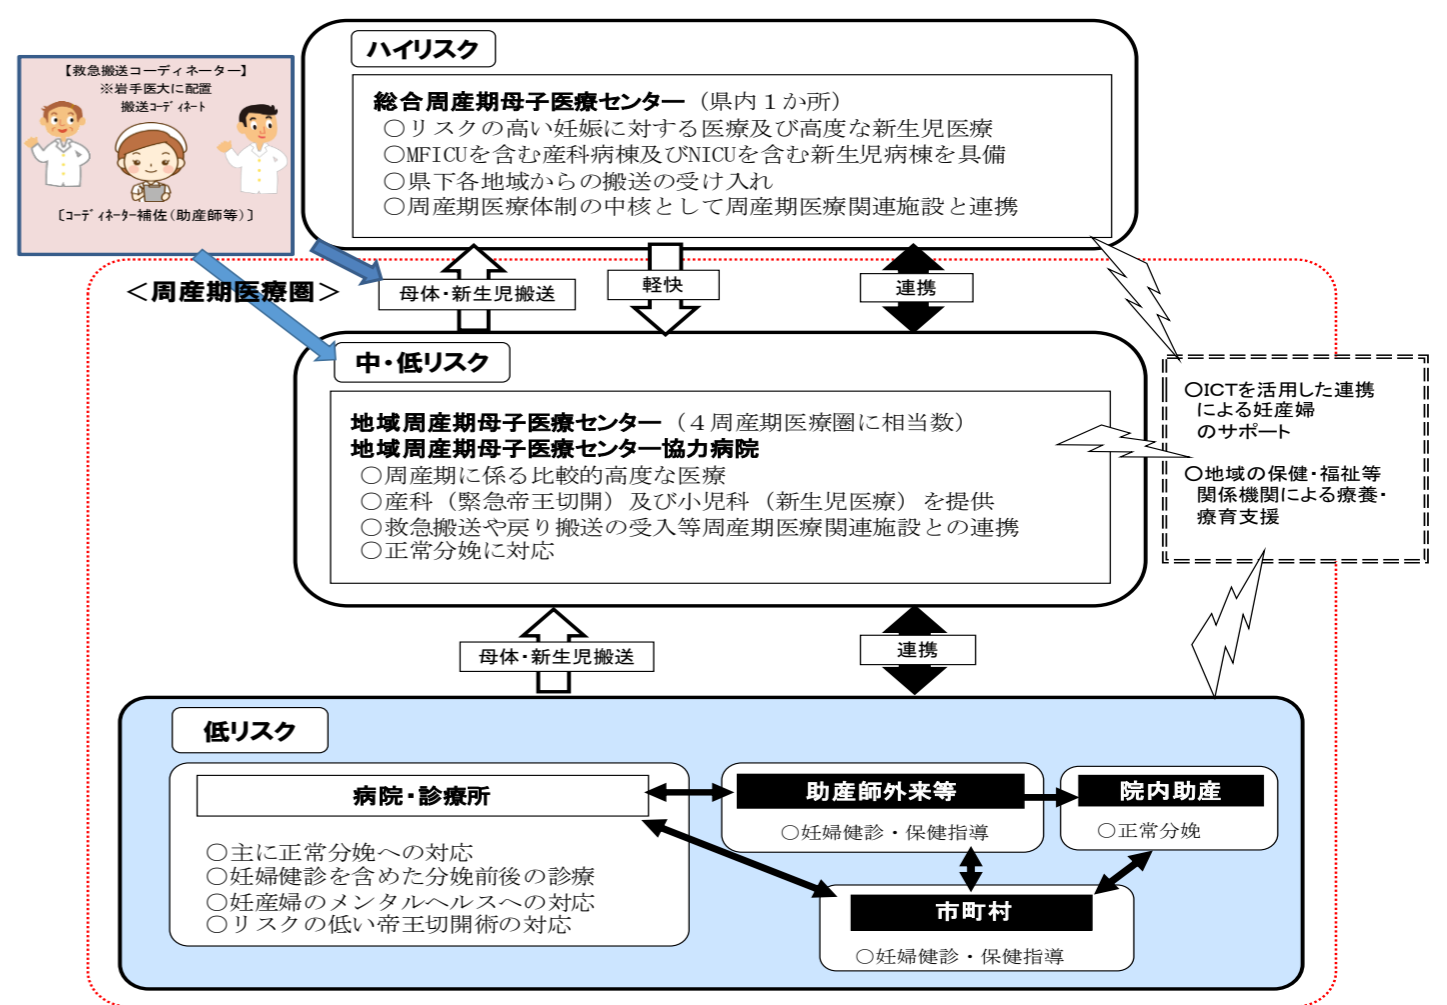 【救急搬送コーディネーター】
※岩手医大に配置
搬送ｺｰﾃﾞｨﾈｰﾄ
〔ｺｰﾃﾞｨﾈｰﾀｰ補佐(助産師等)〕
ハイリスク
総合周産期母子医療センター（県内１か所）
○リスクの高い妊娠に対する医療及び高度な新生児医療
○MFICUを含む産科病棟及びNICUを含む新生児病棟を具備
○県下各地域からの搬送の受け入れ
○周産期医療体制の中核として周産期医療関連施設と連携
＜周産期医療圏＞
母体・新生児搬送
軽快
連携
中・低リスク
地域周産期母子医療センター（４周産期医療圏に相当数）
地域周産期母子医療センター協力病院
○周産期に係る比較的高度な医療
○産科（緊急帝王切開）及び小児科（新生児医療）を提供
○救急搬送や戻り搬送の受入等周産期医療関連施設との連携
○正常分娩に対応
○ICTを活用した連携
による妊産婦
のサポート
○地域の保健・福祉等
関係機関による療養・
療育支援
母体・新生児搬送
連携
低リスク
病院・診療所
○主に正常分娩への対応
○妊婦健診を含めた分娩前後の診療
○妊産婦のメンタルヘルスへの対応
○リスクの低い帝王切開術の対応
助産師外来等
○妊婦健診・保健指導
院内助産
○正常分娩
市町村
○妊婦健診・保健指導